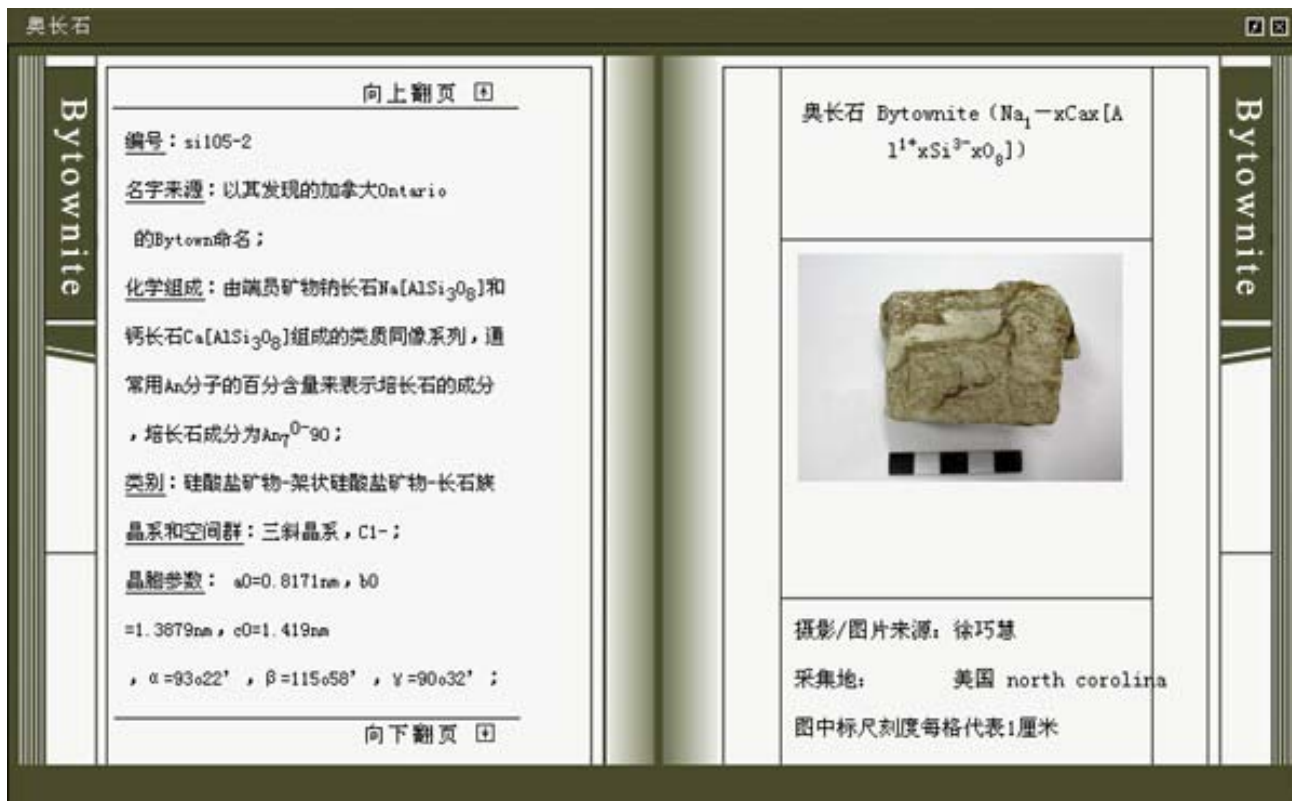 奥长石
Bytownite
向上翻页
编号：si105-2
名字来源：以其发现的加拿大Ontario
的Bytown命名；
化学组成：由端员矿物钠长石Na[AlSi₃O₈]和
钙长石Ca[AlSi₃O₈]组成的类质同像系列，通
常用An分子的百分含量来表示培长石的成分
，培长石成分为An₇⁰⁻90；
类别：硅酸盐矿物-架状硅酸盐矿物-长石族
晶系和空间群：三斜晶系，C1-；
晶胞参数： a0=0.8171nm，b0
=1.3879nm，c0=1.419nm
，α=93o22'，β=115o58'，γ=90o32'；
向下翻页
奥长石 Bytownite（Na₁—xCax[A
l¹⁺xSi³⁻xO₈]）
摄影/图片来源：徐巧慧
采集地： 美国 north corolina
图中标尺刻度每格代表1厘米
Bytownite